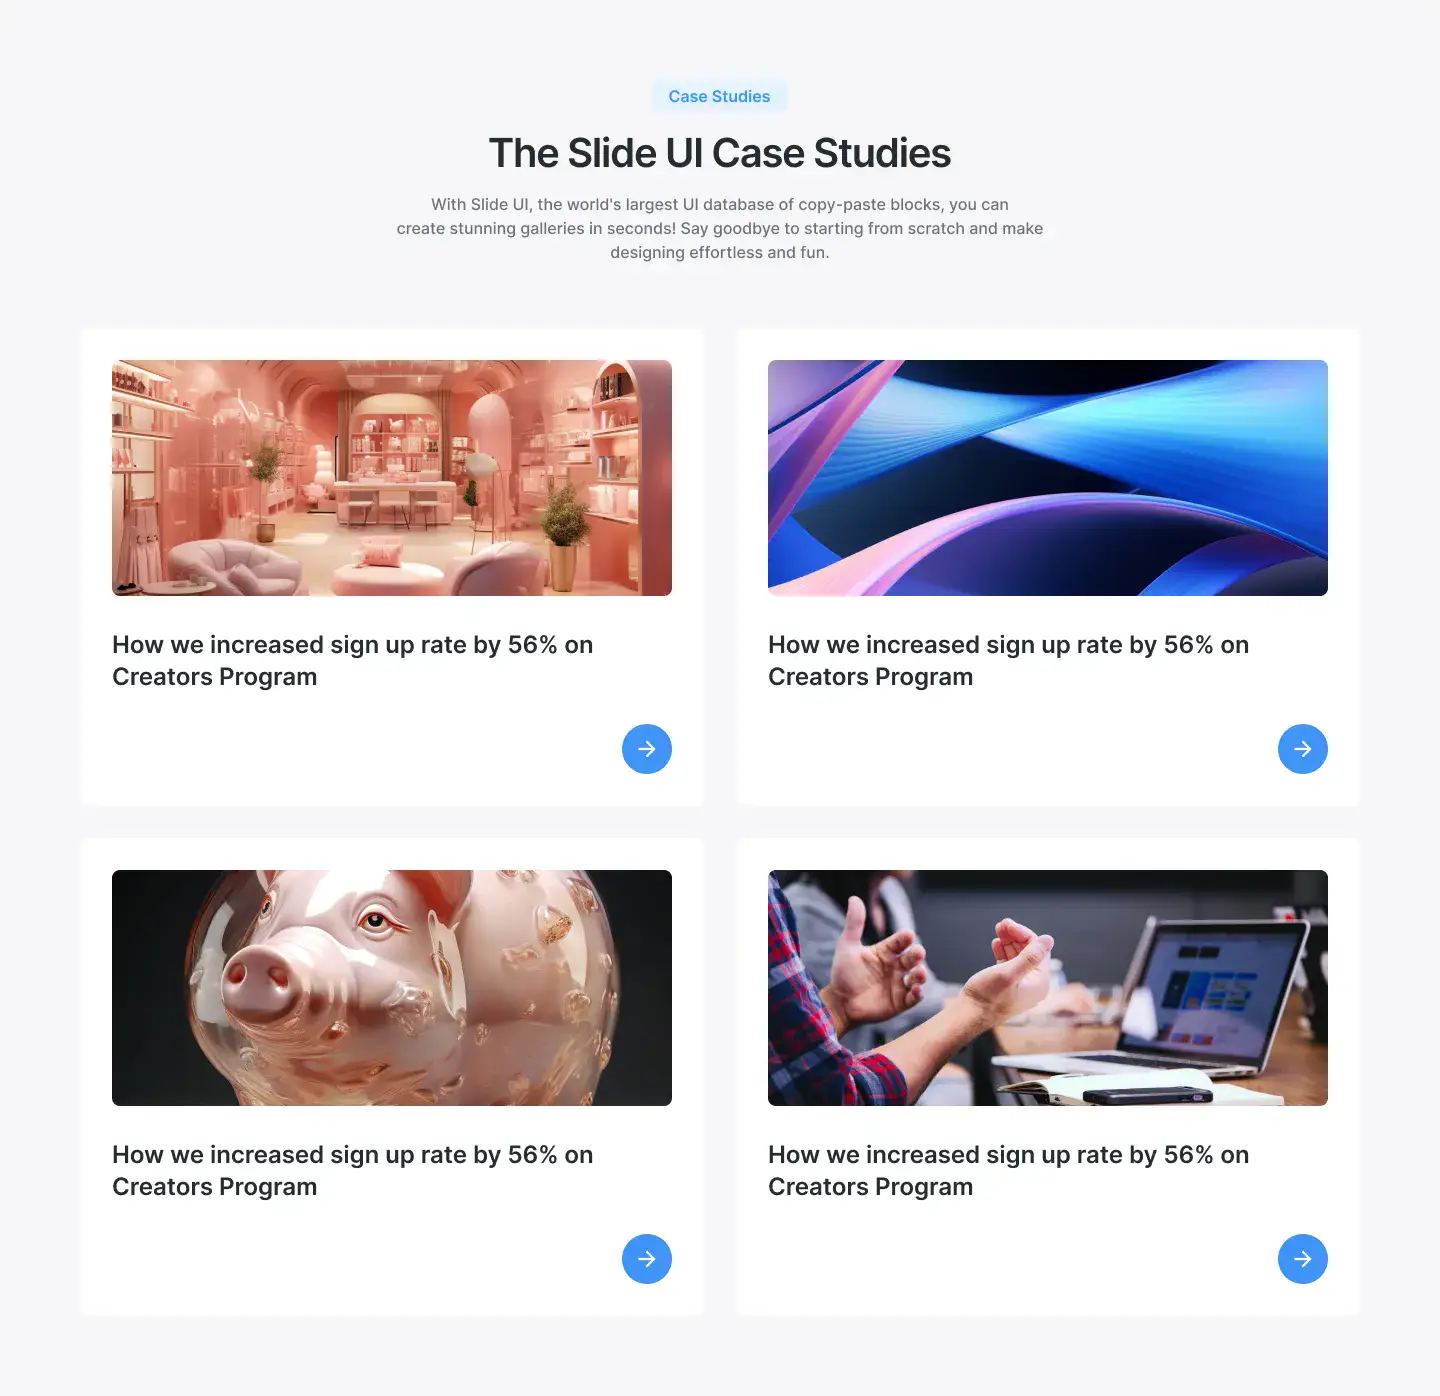 Case Studies
The Slide UI Case Studies
With Slide UI, the world's largest UI database of copy-paste blocks, you can
create stunning galleries in seconds! Say goodbye to starting from scratch and make
designing effortless and fun.
How we increased sign up rate by 56% on
Creators Program
How we increased sign up rate by 56% on
Creators Program
How we increased sign up rate by 56% on
Creators Program
How we increased sign up rate by 56% on
Creators Program